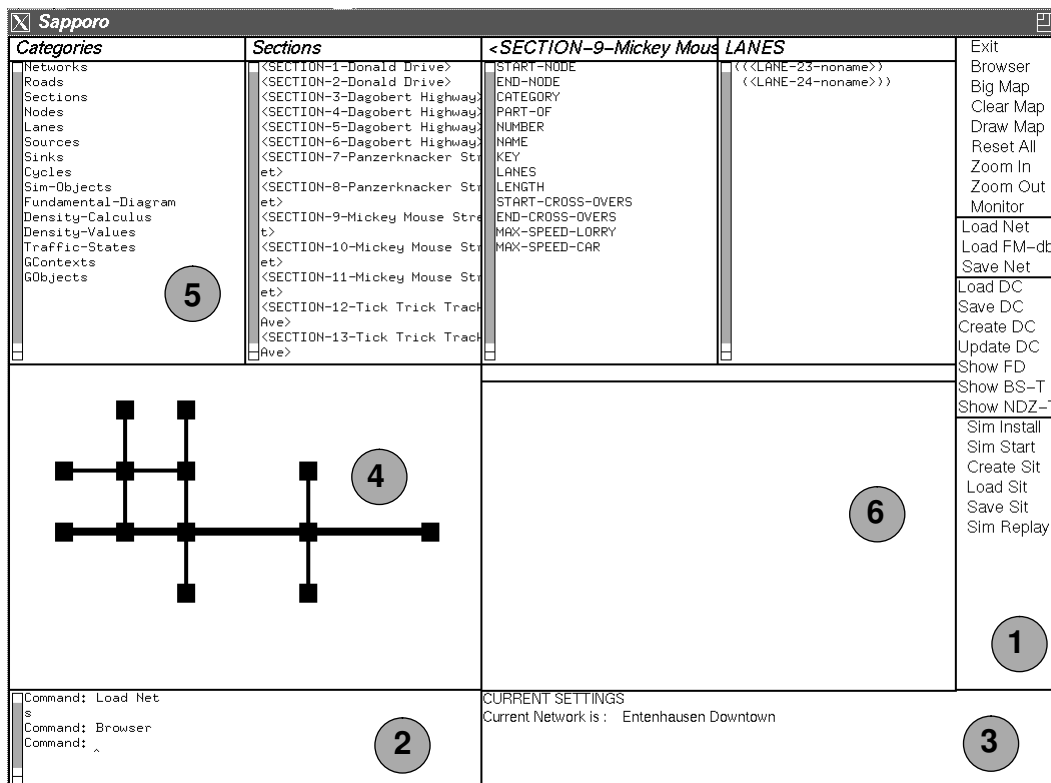 Sapporo
Categories
Networks
Roads
Sections
Nodes
Lanes
Sources
Sinks
Cycles
Sim-Objects
Fundamental-Diagram
Density-Calculus
Density-Values
Traffic-States
GContexts
GObjects
5
Sections
<SECTION-1-Donald Drive>
<SECTION-2-Donald Drive>
<SECTION-3-Dagobert Highway>
<SECTION-4-Dagobert Highway>
<SECTION-5-Dagobert Highway>
<SECTION-6-Dagobert Highway>
<SECTION-7-Panzerknacker Str
et>
<SECTION-8-Panzerknacker Str
et>
<SECTION-9-Mickey Mouse Stre
t>
<SECTION-10-Mickey Mouse Str
et>
<SECTION-11-Mickey Mouse Str
et>
<SECTION-12-Tick Trick Track
Ave>
<SECTION-13-Tick Trick Track
Ave>
<SECTION-9-Mickey Mous
START-NODE
END-NODE
CATEGORY
PART-OF
NUMBER
NAME
KEY
LANES
LENGTH
START-CROSS-OVERS
END-CROSS-OVERS
MAX-SPEED-LORRY
MAX-SPEED-CAR
LANES
((<LANE-23-noname>)
(<LANE-24-noname>))
Exit
Browser
Big Map
Clear Map
Draw Map
Reset All
Zoom In
Zoom Out
Monitor
Load Net
Load FM-db
Save Net
Load DC
Save DC
Create DC
Update DC
Show FD
Show BS-T
Show NDZ-T
Sim Install
Sim Start
Create Sit
Load Sit
Save Sit
Sim Replay
1
4
6
Command: Load Net
s
Command: Browser
Command:
^
2
CURRENT SETTINGS
Current Network is : Entenhausen Downtown
3